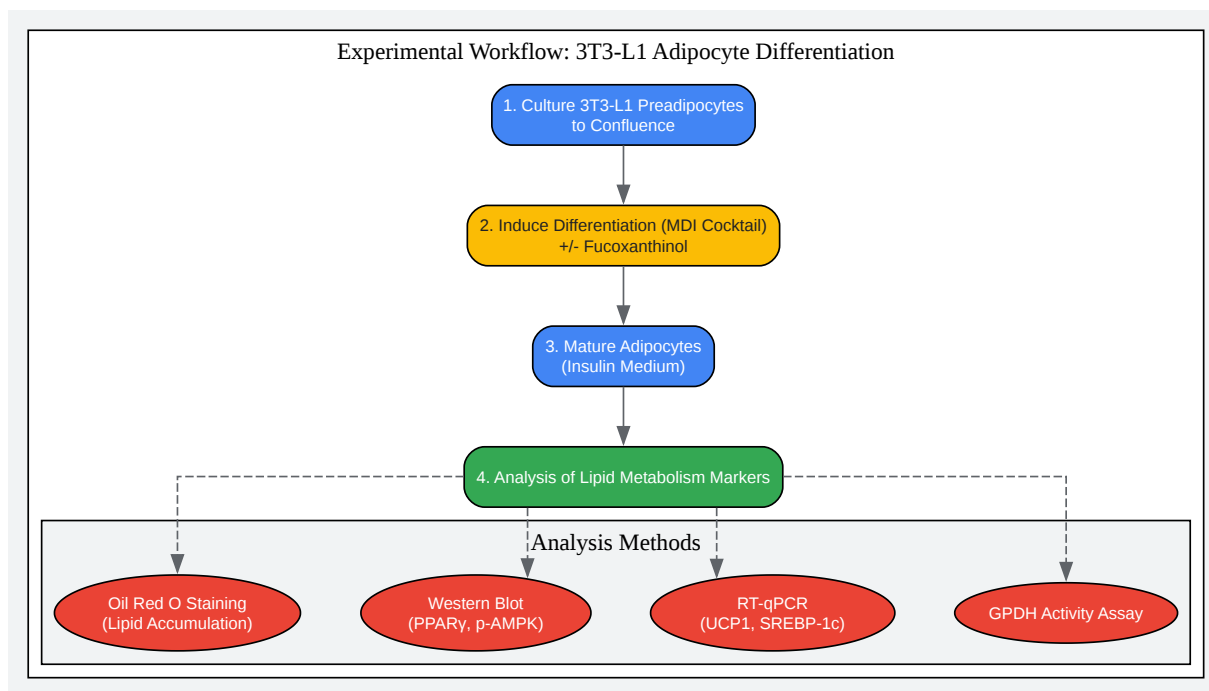 Experimental Workflow: 3T3-L1 Adipocyte Differentiation
1. Culture 3T3-L1 Preadipocytes
to Confluence
2. Induce Differentiation (MDI Cocktail)
+/- Fucoxanthinol
3. Mature Adipocytes
(Insulin Medium)
4. Analysis of Lipid Metabolism Markers
Analysis Methods
Oil Red O Staining
(Lipid Accumulation)
Western Blot
(PPARγ, p-AMPK)
RT-qPCR
(UCP1, SREBP-1c)
GPDH Activity Assay